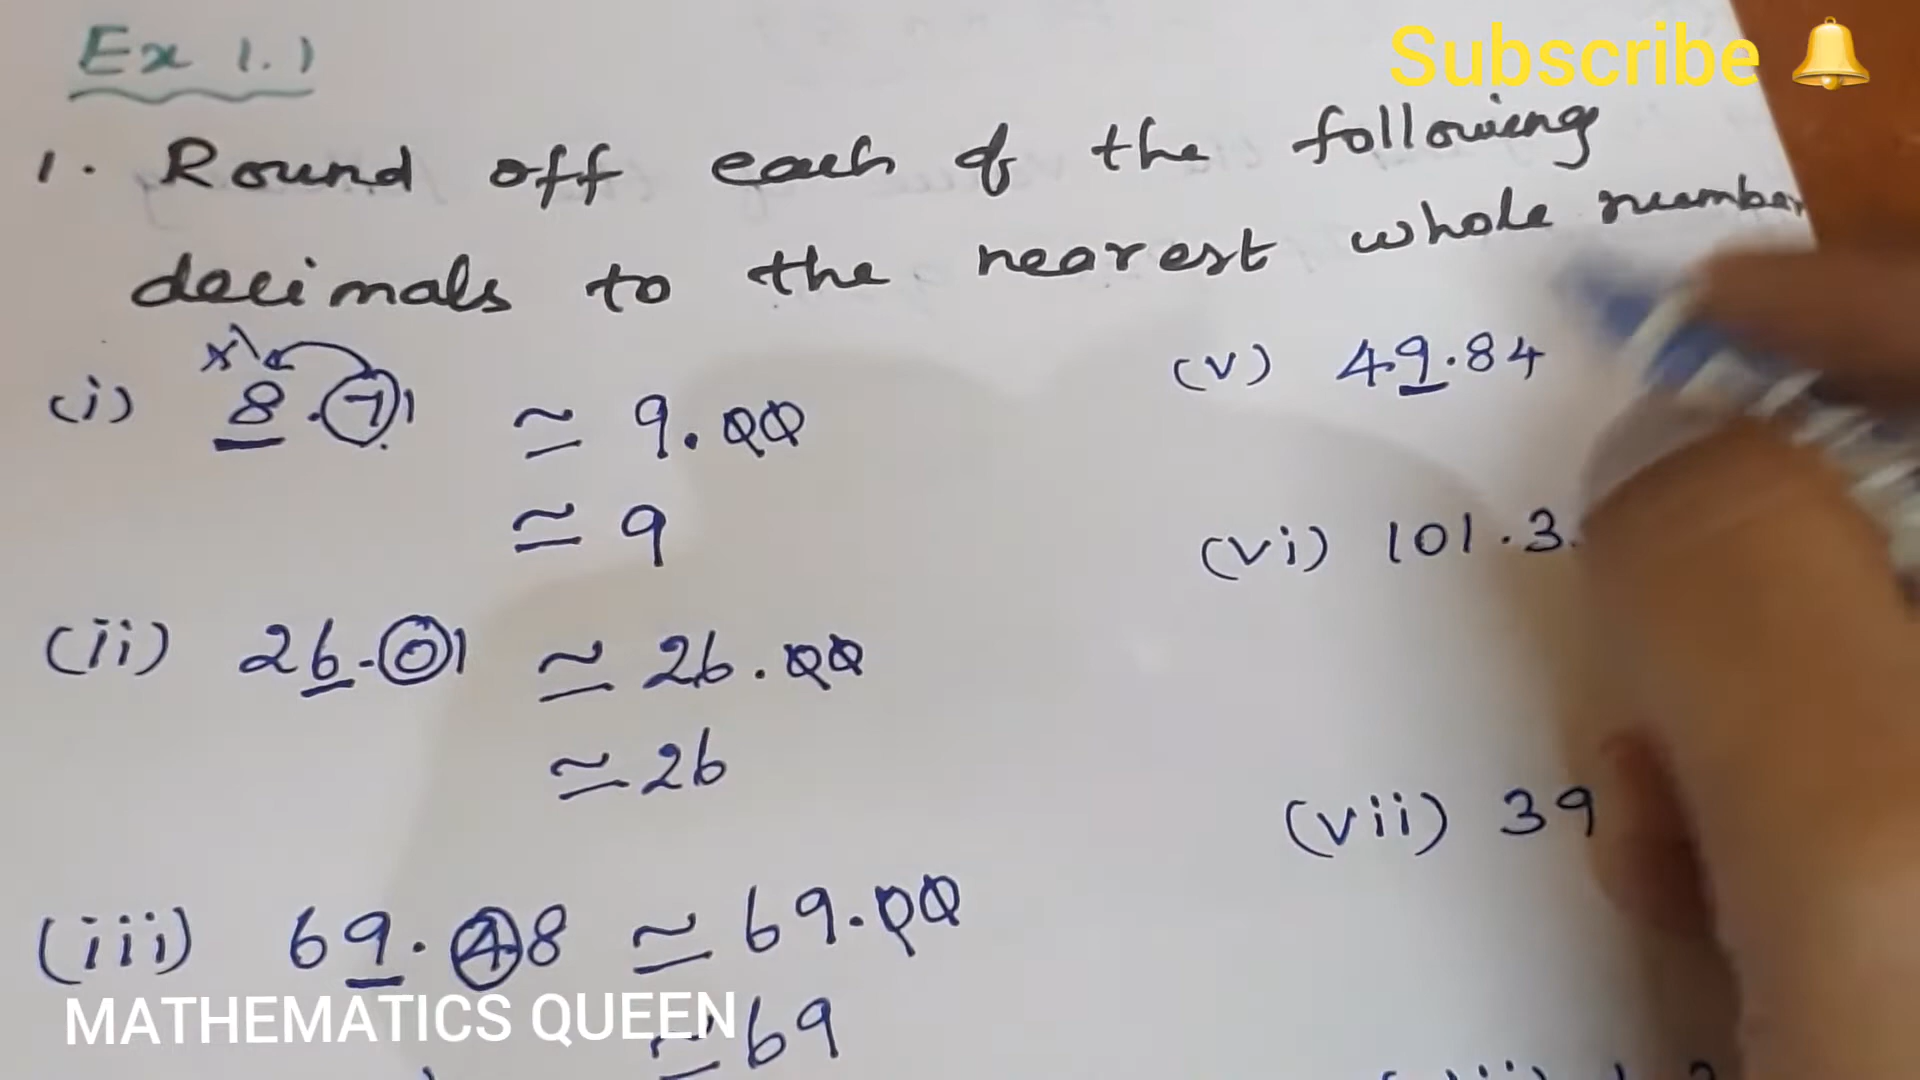 Ex 1.1
Subscribe 🔔
1. Round off each of the following
decimals to the nearest whole number
(i) 8.71 ≃ 9.00
≃ 9
(ii) 26.01 ≃ 26.00
≃ 26
(iii) 69.48 ≃ 69.00
≃ 69
(v) 49.84
(vi) 101.3
(vii) 39
MATHEMATICS QUEEN